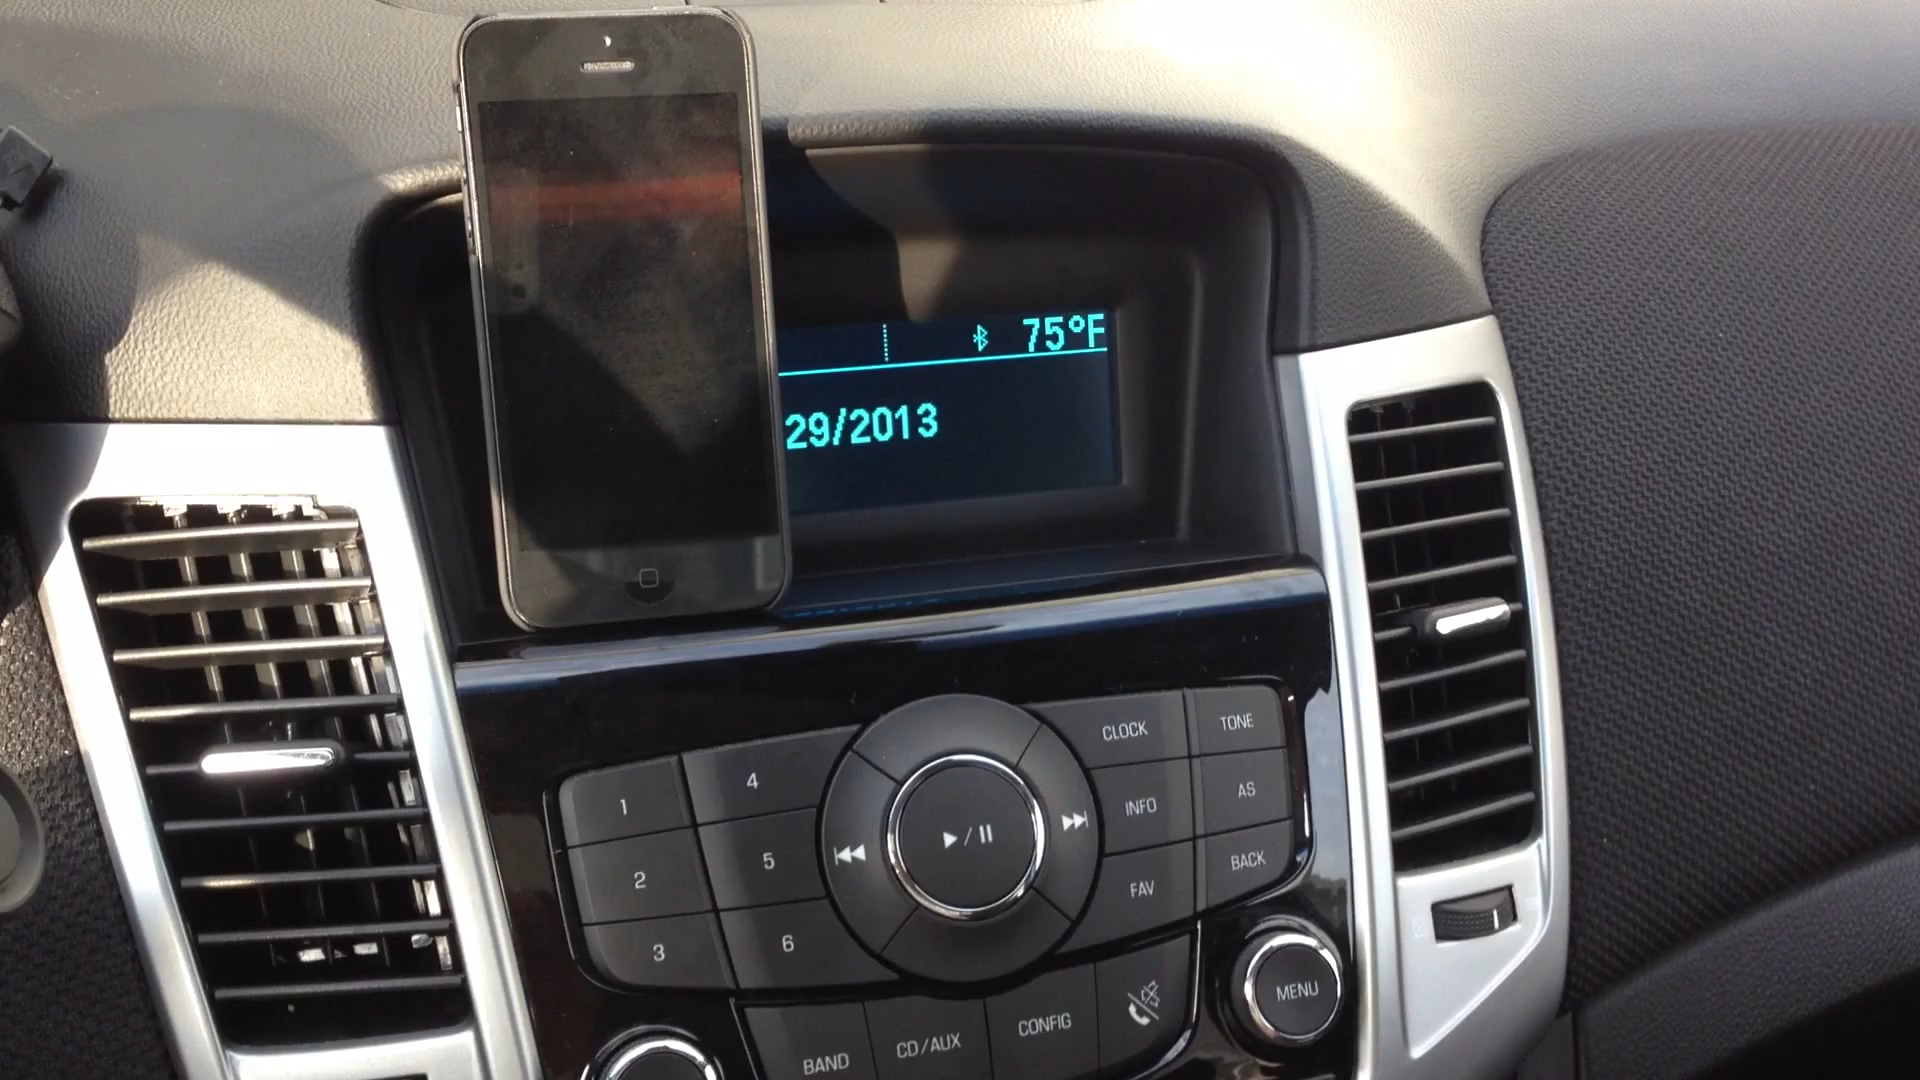 75°F
29/2013
CLOCK
TONE
1
4
INFO
AS
2
5
FAV
BACK
3
6
BAND
CD/AUX
CONFIG
MENU